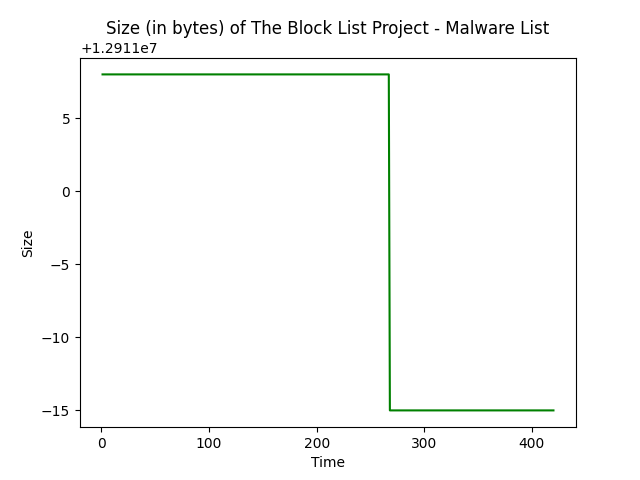 Size (in bytes) of The Block List Project - Malware List
+1.2911e7
5
0
−5
−10
−15
Size
0 100 200 300 400
Time